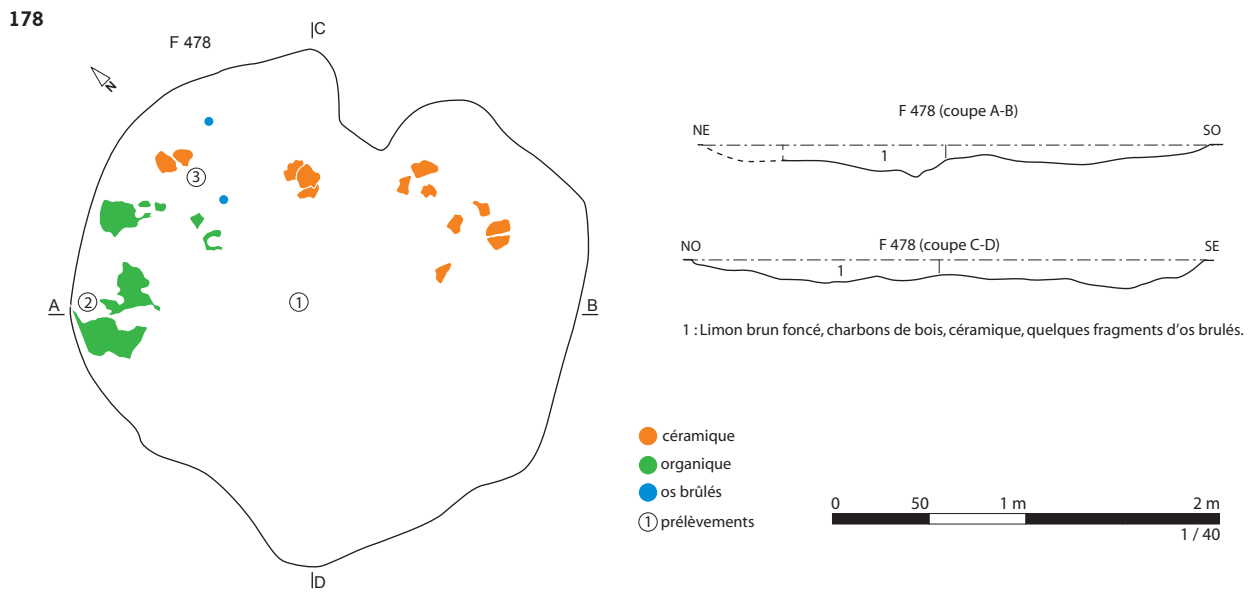 178
F 478
C
N
3
2
1
A
B
D
F 478 (coupe A-B)
NE
SO
1
F 478 (coupe C-D)
NO
SE
1
1 : Limon brun foncé, charbons de bois, céramique, quelques fragments d'os brulés.
céramique
organique
os brûlés
1 prélèvements
0 50 1 m 2 m
1 / 40